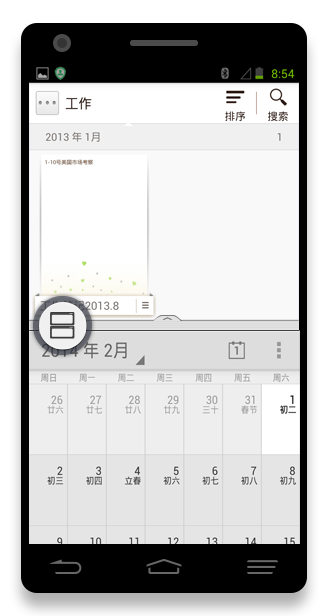 8:54
工作
排序
搜索
2013 年 1月
1
1-10号美国市场考察
2013.8
2014 年 2月
1
周日 周一 周二 周三 周四 周五 周六
26 27 28 29 30 31 1
廿六 廿七 廿八 廿九 三十 春节 初二
2 3 4 5 6 7 8
初三 初四 立春 初六 初七 初八 初九
9 10 11 12 13 14 15